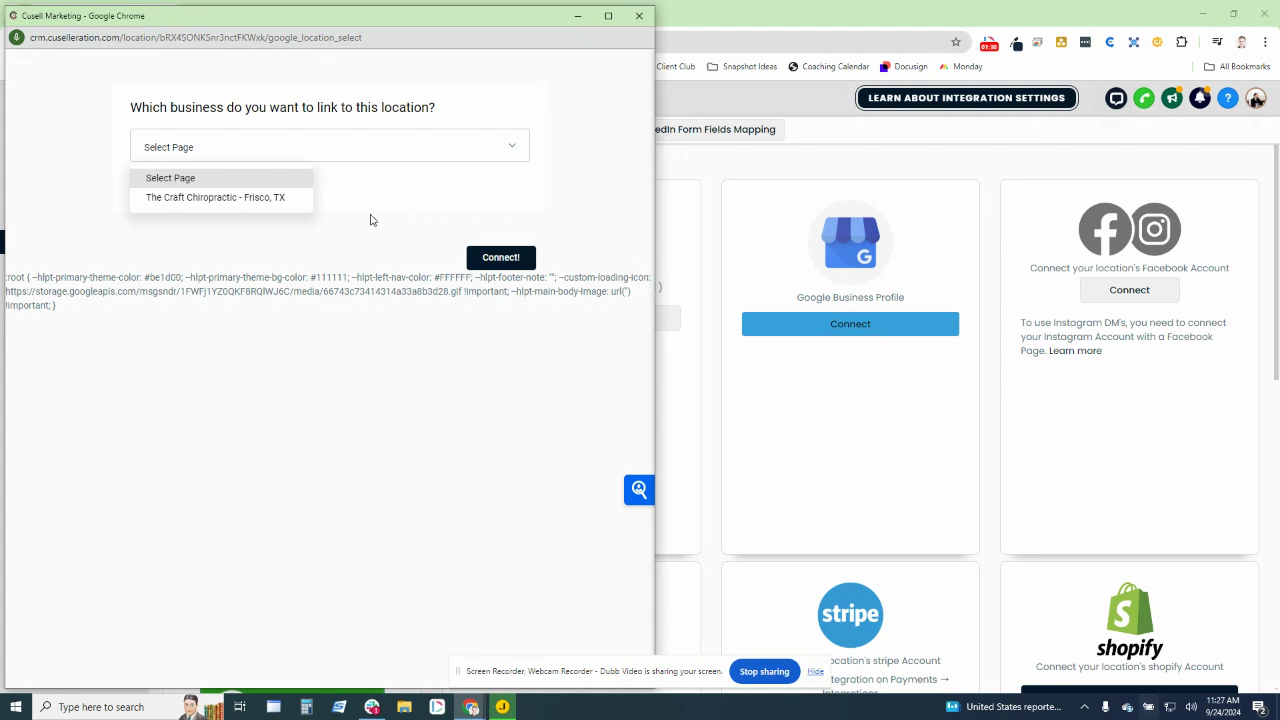 Cusell Marketing - Google Chrome
crm.cuselleration.com/location/bRX4SONKSnr3nctFKWxk/google_location_select
Client Club
Snapshot Ideas
Coaching Calendar
Docusign
Monday
All Bookmarks
01:30
LEARN ABOUT INTEGRATION SETTINGS
edIn Form Fields Mapping
Which business do you want to link to this location?
Select Page
Select Page
The Craft Chiropractic - Frisco, TX
Connect!
:root { --hlpt-primary-theme-color: #be1d00; --hlpt-primary-theme-bg-color: #111111; --hlpt-left-nav-color: #FFFFFF; --hlpt-footer-note: ""; --custom-loading-icon:
https://storage.googleapis.com/msgsndr/1FWFj1YZ0QKF8RQlWJ6C/media/66743c73414314a33a8b3d28.gif !important; --hlpt-main-body-image: url('')
!important; }
)
Google Business Profile
Connect
Connect your location's Facebook Account
Connect
To use Instagram DM's, you need to connect
your Instagram Account with a Facebook
Page. Learn more
stripe
ocation's stripe Account
ntegration on Payments →
Integrations
shopify
Connect your location's shopify Account
Screen Recorder, Webcam Recorder - Dubb Video is sharing your screen.
Stop sharing
Hide
Type here to search
United States reporte...
11:27 AM
9/24/2024
2